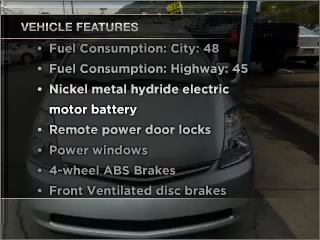 VEHICLE FEATURES
• Fuel Consumption: City: 48
• Fuel Consumption: Highway: 45
• Nickel metal hydride electric
motor battery
• Remote power door locks
• Power windows
• 4-wheel ABS Brakes
• Front Ventilated disc brakes